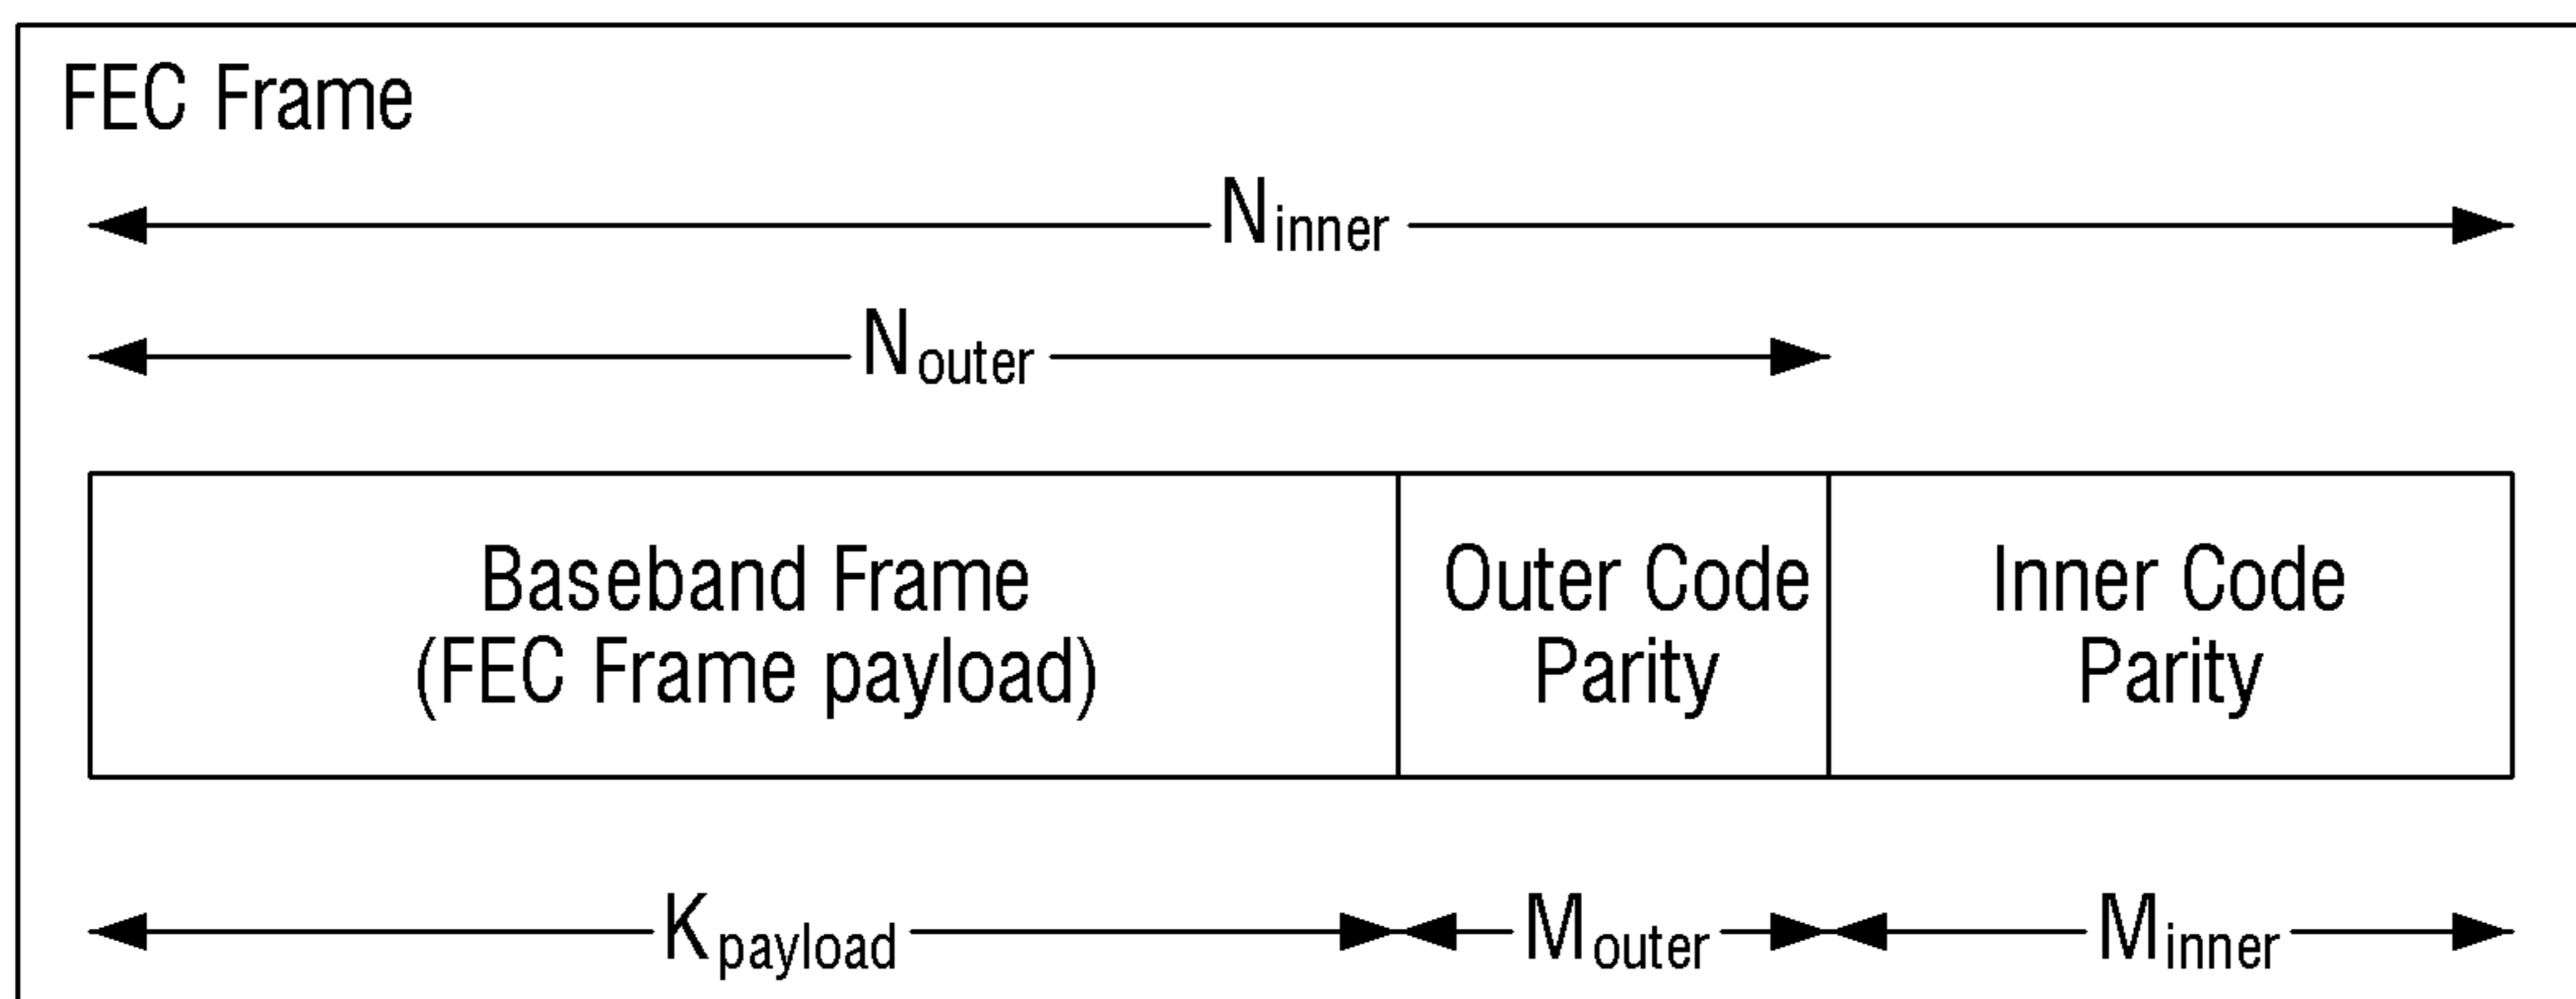 FEC Frame
Ninner
Nouter
Baseband Frame
(FEC Frame payload)
Outer Code
Parity
Inner Code
Parity
Kpayload
Mouter
Minner